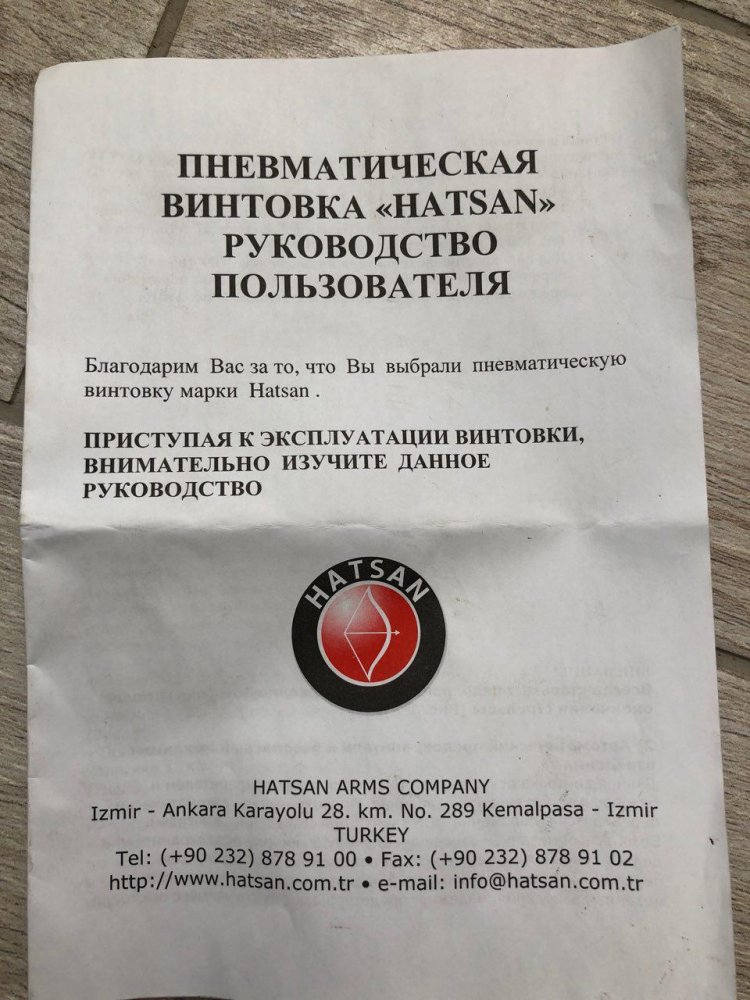 ПНЕВМАТИЧЕСКАЯ
ВИНТОВКА «HATSAN»
РУКОВОДСТВО
ПОЛЬЗОВАТЕЛЯ
Благодарим Вас за то, что Вы выбрали пневматическую
винтовку марки Hatsan .
ПРИСТУПАЯ К ЭКСПЛУАТАЦИИ ВИНТОВКИ,
ВНИМАТЕЛЬНО ИЗУЧИТЕ ДАННОЕ
РУКОВОДСТВО
HATSAN
HATSAN ARMS COMPANY
Izmir - Ankara Karayolu 28. km. No. 289 Kemalpasa - Izmir
TURKEY
Tel: (+90 232) 878 91 00 • Fax: (+90 232) 878 91 02
http://www.hatsan.com.tr • e-mail: info@hatsan.com.tr